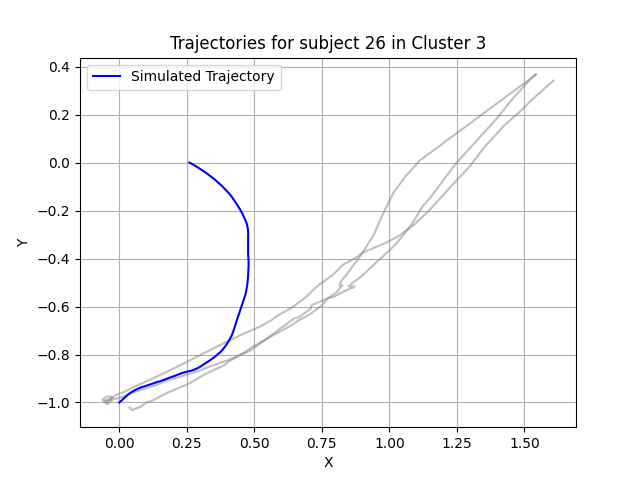 Trajectories for subject 26 in Cluster 3
Simulated Trajectory
0.4
0.2
0.0
−0.2
−0.4
−0.6
−0.8
−1.0
Y
0.00 0.25 0.50 0.75 1.00 1.25 1.50
X